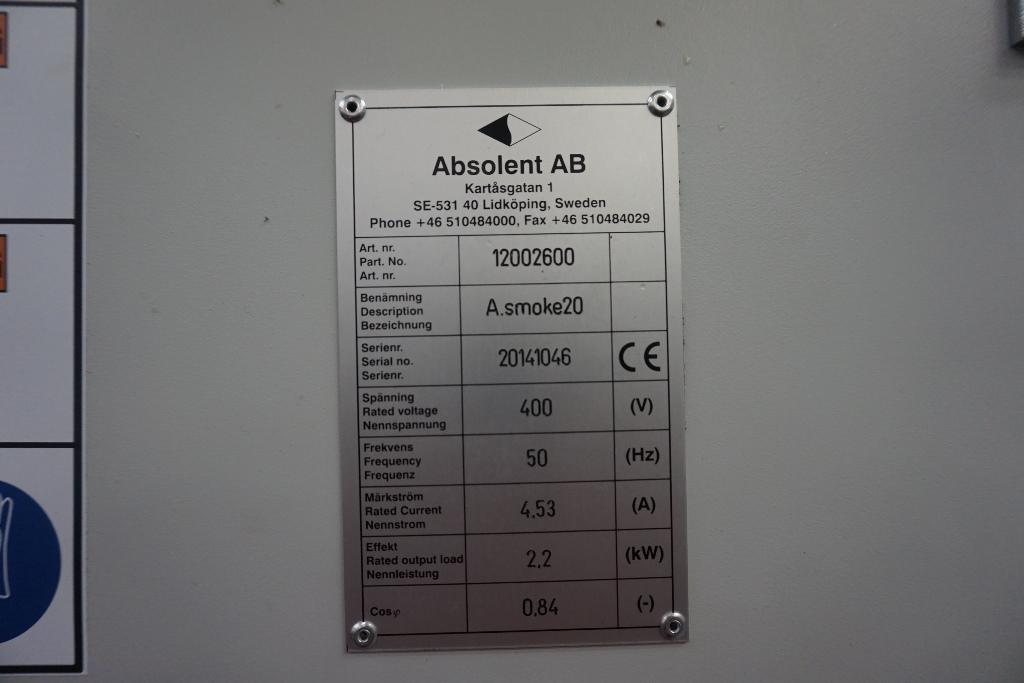 Absolent AB
Kartåsgatan 1
SE-531 40 Lidköping, Sweden
Phone +46 510484000, Fax +46 510484029
Art. nr.
Part. No.
Art. nr.
12002600
Benämning
Description
Bezeichnung
A.smoke20
Serienr.
Serial no.
Serienr.
20141046
CE
Spänning
Rated voltage
Nennspannung
400
(V)
Frekvens
Frequency
Frequenz
50
(Hz)
Märkström
Rated Current
Nennstrom
4.53
(A)
Effekt
Rated output load
Nennleistung
2,2
(kW)
Cosφ
0,84
(-)